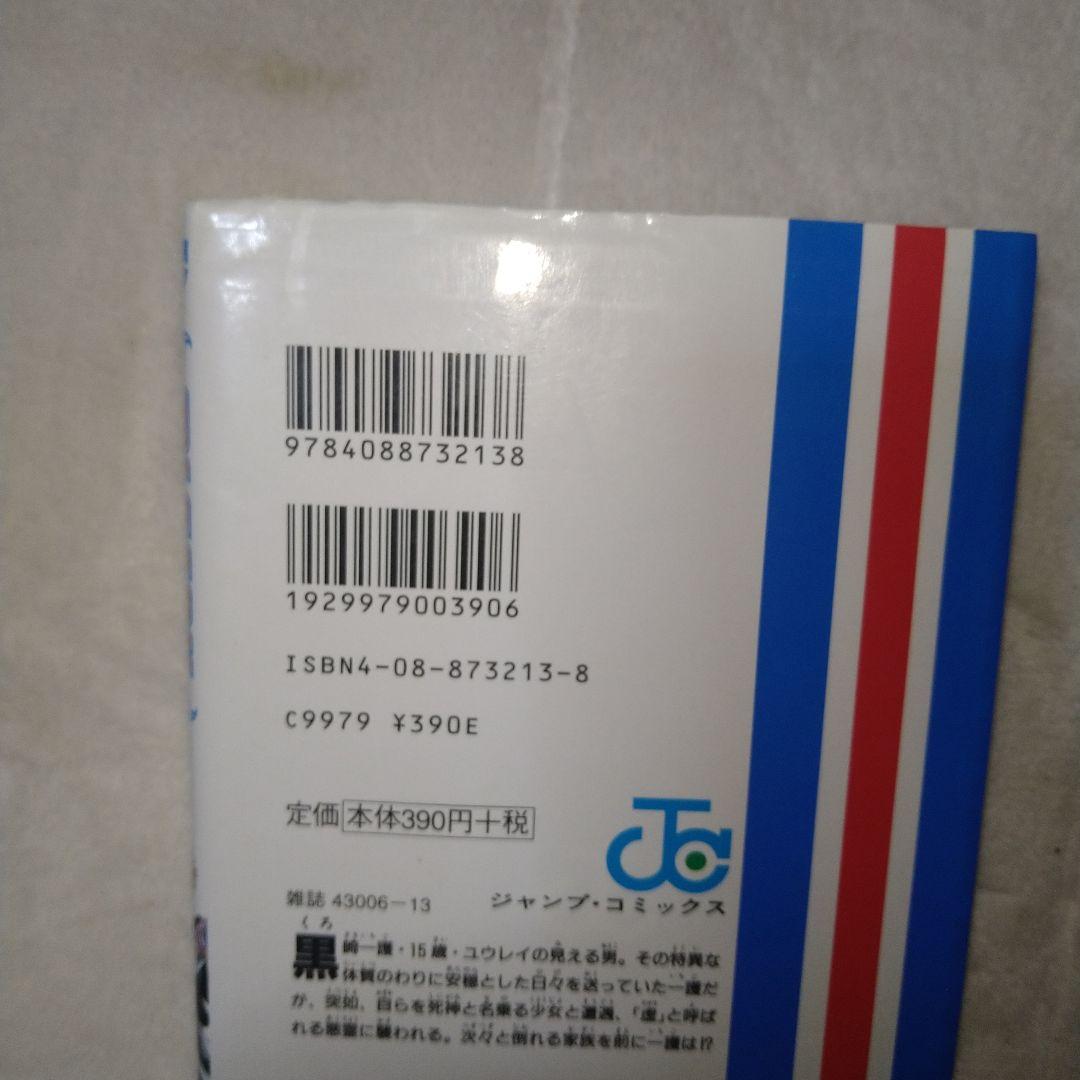 9784088732138
1929979003906
ISBN4-08-873213-8
C9979 ¥390E
定価 本体390円+税
JC
雑誌 43006-13
ジャンプ・コミックス
くろ
黒崎一護・15歳・ユウレイの見える男。その特異な
体質のわりに安穏とした日々を送っていた一護だ
が、突如、自らを死神と名乗る少女と遭遇、「虚」と呼ば
れる悪霊に襲われる。次々と倒れる家族を前に一護は!?